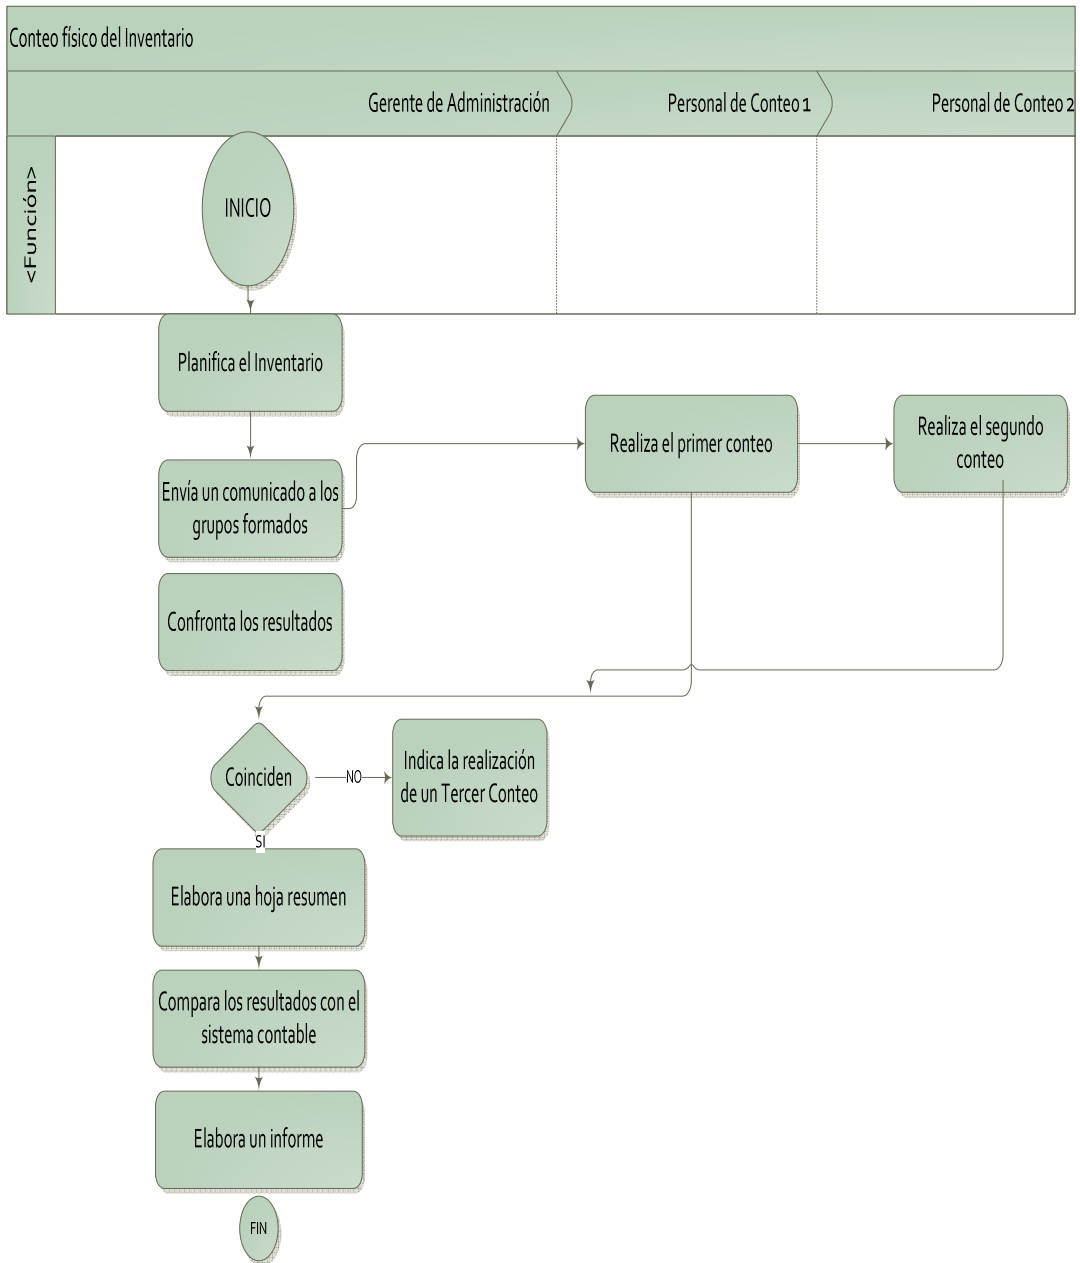 Conteo físico del Inventario
Gerente de Administración
Personal de Conteo 1
Personal de Conteo 2
<Función>
INICIO
Planifica el Inventario
Envía un comunicado a los
grupos formados
Realiza el primer conteo
Realiza el segundo
conteo
Confronta los resultados
Coinciden
NO
Indica la realización
de un Tercer Conteo
SI
Elabora una hoja resumen
Compara los resultados con el
sistema contable
Elabora un informe
FIN